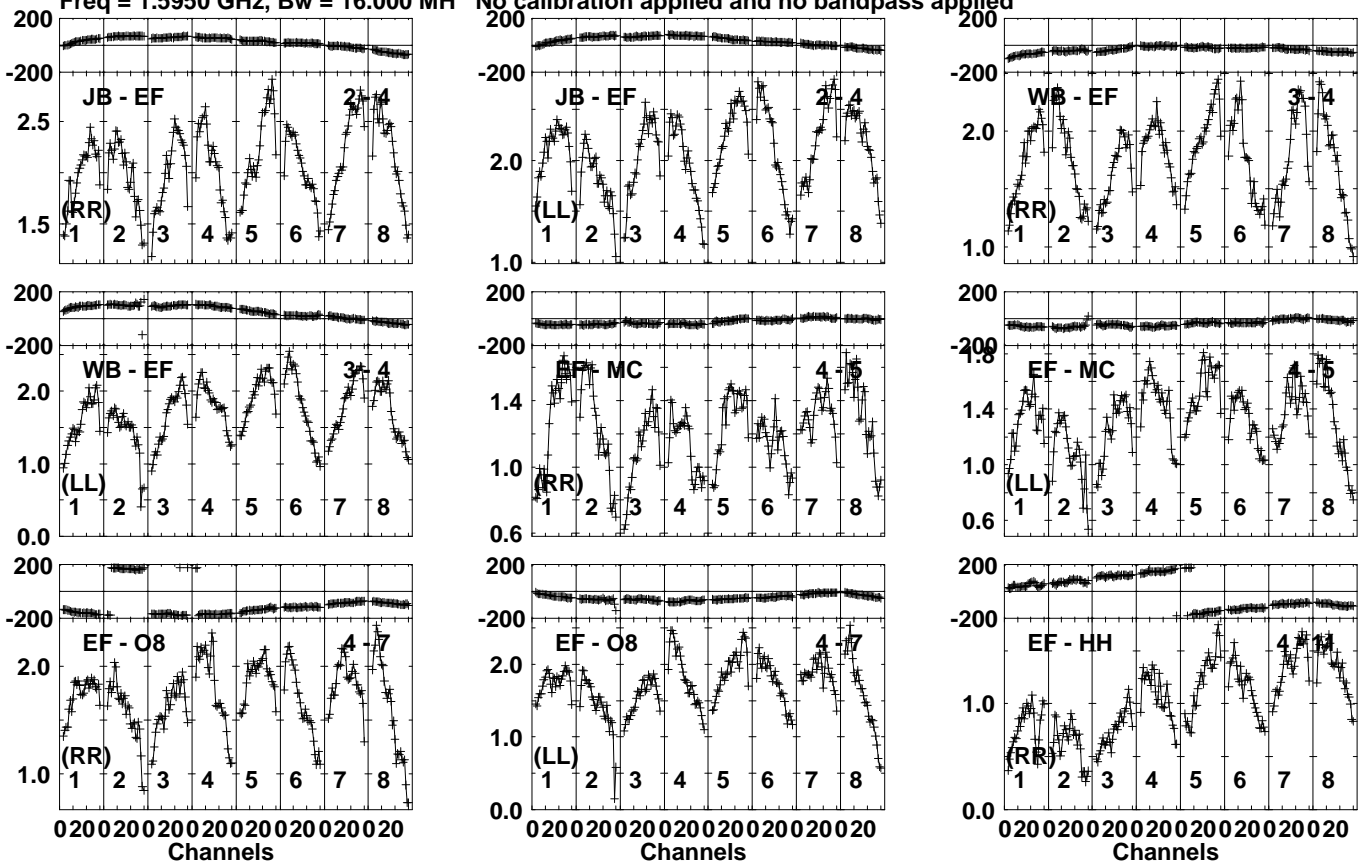 Freq = 1.5950 GHz, Bw = 16.000 MH No calibration applied and no bandpass applied
200 200 200
-200 -200 -200
JB - EF 2 - 4 JB - EF 2 - 4 WB - EF 3 - 4
2.5 2.0 2.0
1.5 1.0 1.0
(RR) (LL) (RR)
1 2 3 4 5 6 7 8 1 2 3 4 5 6 7 8 1 2 3 4 5 6 7 8
200 200 200
-200 -200 -200
1.8
WB - EF 3 - 4 EF - MC 4 - 5 EF - MC 4 - 5
2.0 1.4 1.4
1.0 1.0 1.0
(LL) (RR) (LL)
1 2 3 4 5 6 7 8 1 2 3 4 5 6 7 8 1 2 3 4 5 6 7 8
0.0 0.6 0.6
200 200 200
-200 -200 -200
EF - O8 4 - 7 EF - O8 4 - 7 EF - HH 4 - 11
2.0 2.0 1.0
1.0 1.0 0.0
0.0
(RR) (LL) (RR)
1 2 3 4 5 6 7 8 1 2 3 4 5 6 7 8 1 2 3 4 5 6 7 8
0 20 0 20 0 20 0 20 0 20 0 20 0 20 0 20 0 20 0 20 0 20 0 20 0 20 0 20 0 20 0 20 0 20 0 20 0 20 0 20 0 20 0 20 0 20 0 20
Channels Channels Channels